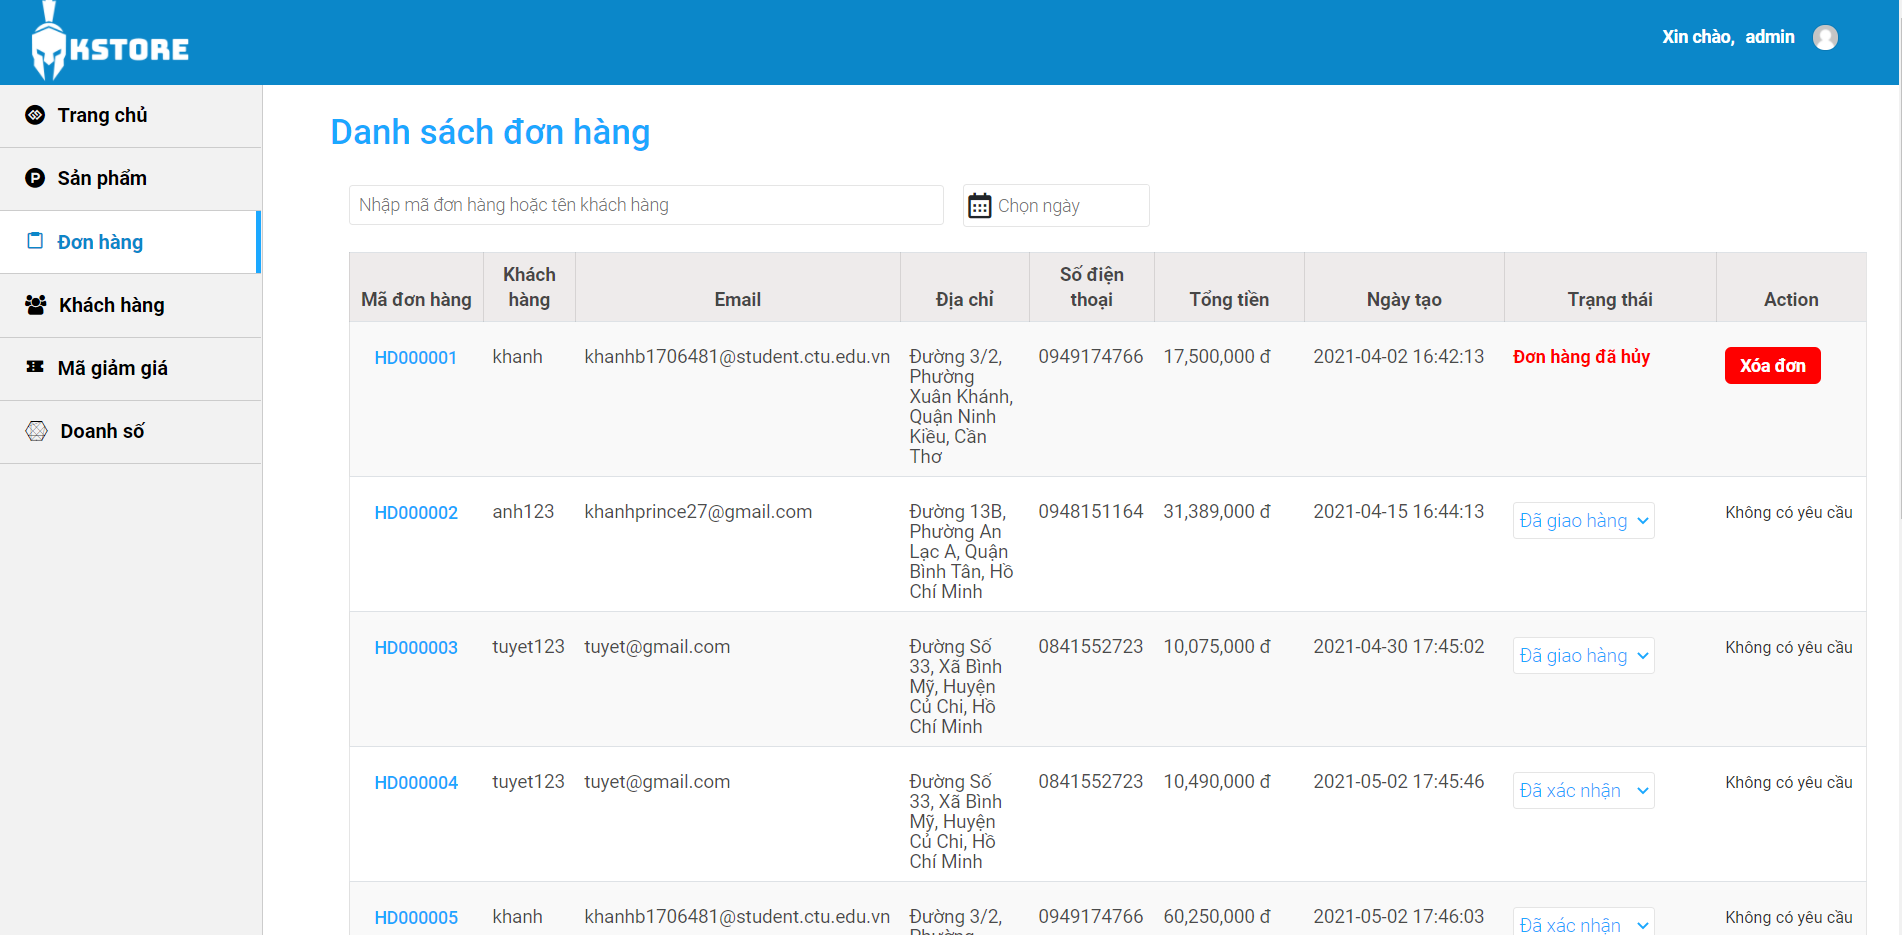 KSTORE
Xin chào, admin
Trang chủ
Sản phẩm
Đơn hàng
Khách hàng
Mã giảm giá
Doanh số
Danh sách đơn hàng
Nhập mã đơn hàng hoặc tên khách hàng
Chọn ngày
Mã đơn hàng
Khách
hàng
Email
Địa chỉ
Số điện
thoại
Tổng tiền
Ngày tạo
Trạng thái
Action
HD000001
khanh
khanhb1706481@student.ctu.edu.vn
Đường 3/2,
Phường
Xuân Khánh,
Quận Ninh
Kiều, Cần
Thơ
0949174766
17,500,000 đ
2021-04-02 16:42:13
Đơn hàng đã hủy
Xóa đơn
HD000002
anh123
khanhprince27@gmail.com
Đường 13B,
Phường An
Lạc A, Quận
Bình Tân, Hồ
Chí Minh
0948151164
31,389,000 đ
2021-04-15 16:44:13
Đã giao hàng
Không có yêu cầu
HD000003
tuyet123
tuyet@gmail.com
Đường Số
33, Xã Bình
Mỹ, Huyện
Củ Chi, Hồ
Chí Minh
0841552723
10,075,000 đ
2021-04-30 17:45:02
Đã giao hàng
Không có yêu cầu
HD000004
tuyet123
tuyet@gmail.com
Đường Số
33, Xã Bình
Mỹ, Huyện
Củ Chi, Hồ
Chí Minh
0841552723
10,490,000 đ
2021-05-02 17:45:46
Đã xác nhận
Không có yêu cầu
HD000005
khanh
khanhb1706481@student.ctu.edu.vn
Đường 3/2,
Phường
0949174766
60,250,000 đ
2021-05-02 17:46:03
Đã xác nhận
Không có yêu cầu